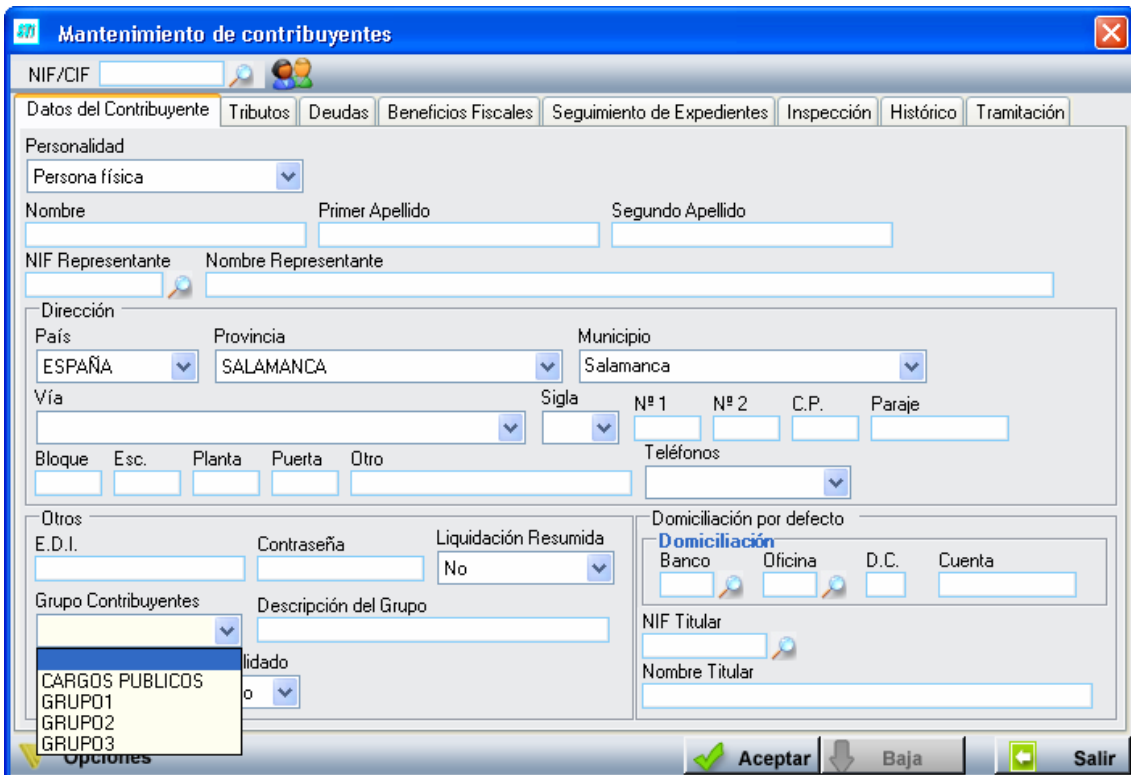 STI Mantenimiento de contribuyentes
NIF/CIF
Datos del Contribuyente Tributos Deudas Beneficios Fiscales Seguimiento de Expedientes Inspección Histórico Tramitación
Personalidad
Persona física
Nombre Primer Apellido Segundo Apellido
NIF Representante Nombre Representante
Dirección
País Provincia Municipio
ESPAÑA SALAMANCA Salamanca
Vía Sigla Nº 1 Nº 2 C.P. Paraje
Bloque Esc. Planta Puerta Otro Teléfonos
Otros Domiciliación por defecto
E.D.I. Contraseña Liquidación Resumida Domiciliación
No Banco Oficina D.C. Cuenta
Grupo Contribuyentes Descripción del Grupo
NIF Titular
lidado
CARGOS PUBLICOS o Nombre Titular
GRUPO1
GRUPO2
GRUPO3
Opciones Aceptar Baja Salir